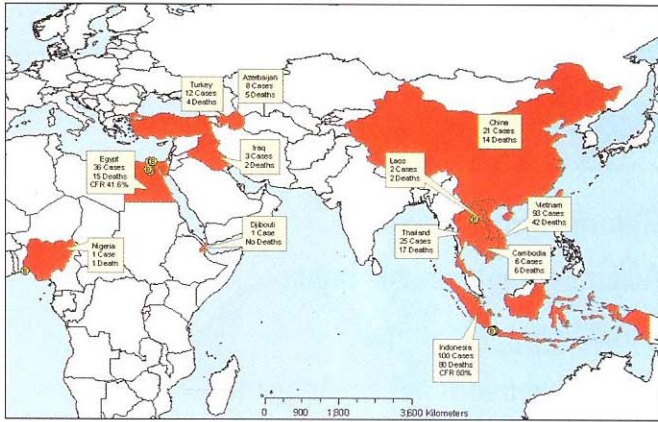 Turkey
12 Cases
4 Deaths
Azerbaijan
8 Cases
5 Deaths
China
21 Cases
14 Deaths
Egypt
36 Cases
15 Deaths
CFR 41.6%
Iraq
3 Cases
2 Deaths
Laos
2 Cases
2 Deaths
Nigeria
1 Case
1 Death
Djibouti
1 Case
No Deaths
Thailand
25 Cases
17 Deaths
Vietnam
93 Cases
42 Deaths
Cambodia
6 Cases
6 Deaths
Indonesia
100 Cases
80 Deaths
CFR 80%
0 900 1,800 3,600 Kilometers